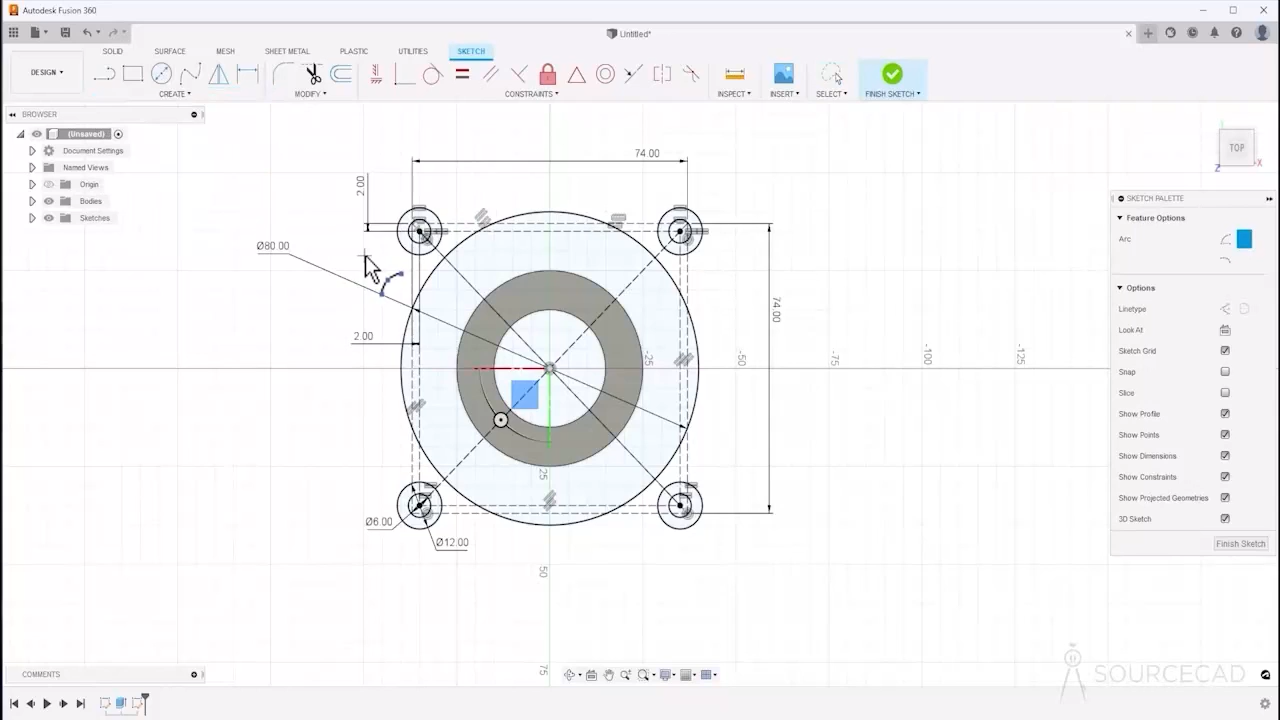 Autodesk Fusion 360
Untitled*
SOLID SURFACE MESH SHEET METAL PLASTIC UTILITIES SKETCH
DESIGN
CREATE MODIFY CONSTRAINTS INSPECT INSERT SELECT FINISH SKETCH
BROWSER
(Unsaved)
Document Settings
Named Views
Origin
Bodies
Sketches
TOP
Z
X
SKETCH PALETTE
Feature Options
Arc
Options
Linetype
Look At
Sketch Grid
Snap
Slice
Show Profile
Show Points
Show Dimensions
Show Constraints
Show Projected Geometries
3D Sketch
Finish Sketch
74.00
2.00
Ø80.00
74.00
2.00
-25
-50
-75
-100
-125
25
Ø6.00
Ø12.00
50
75
COMMENTS
SOURCECAD